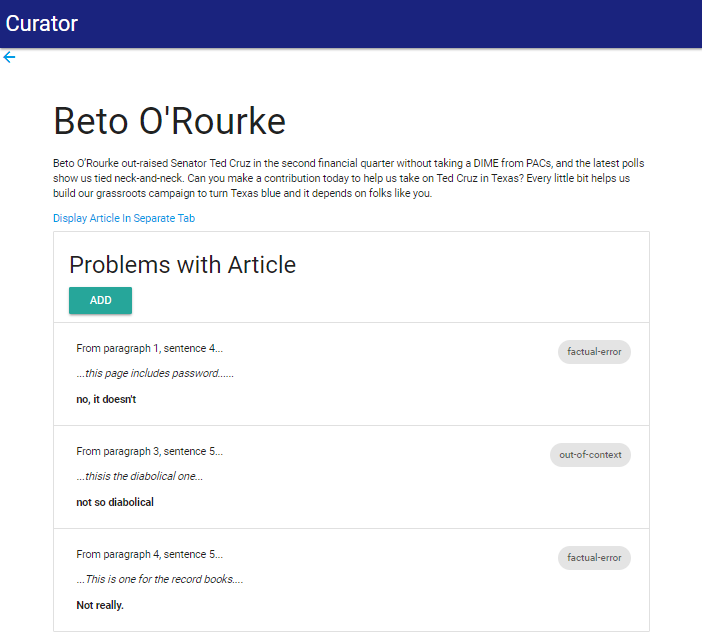 Curator
Beto O'Rourke
Beto O'Rourke out-raised Senator Ted Cruz in the second financial quarter without taking a DIME from PACs, and the latest polls
show us tied neck-and-neck. Can you make a contribution today to help us take on Ted Cruz in Texas? Every little bit helps us
build our grassroots campaign to turn Texas blue and it depends on folks like you.
Display Article In Separate Tab
Problems with Article
ADD
From paragraph 1, sentence 4...
factual-error
...this page includes password......
no, it doesn't
From paragraph 3, sentence 5...
out-of-context
...thisis the diabolical one...
not so diabolical
From paragraph 4, sentence 5...
factual-error
...This is one for the record books....
Not really.